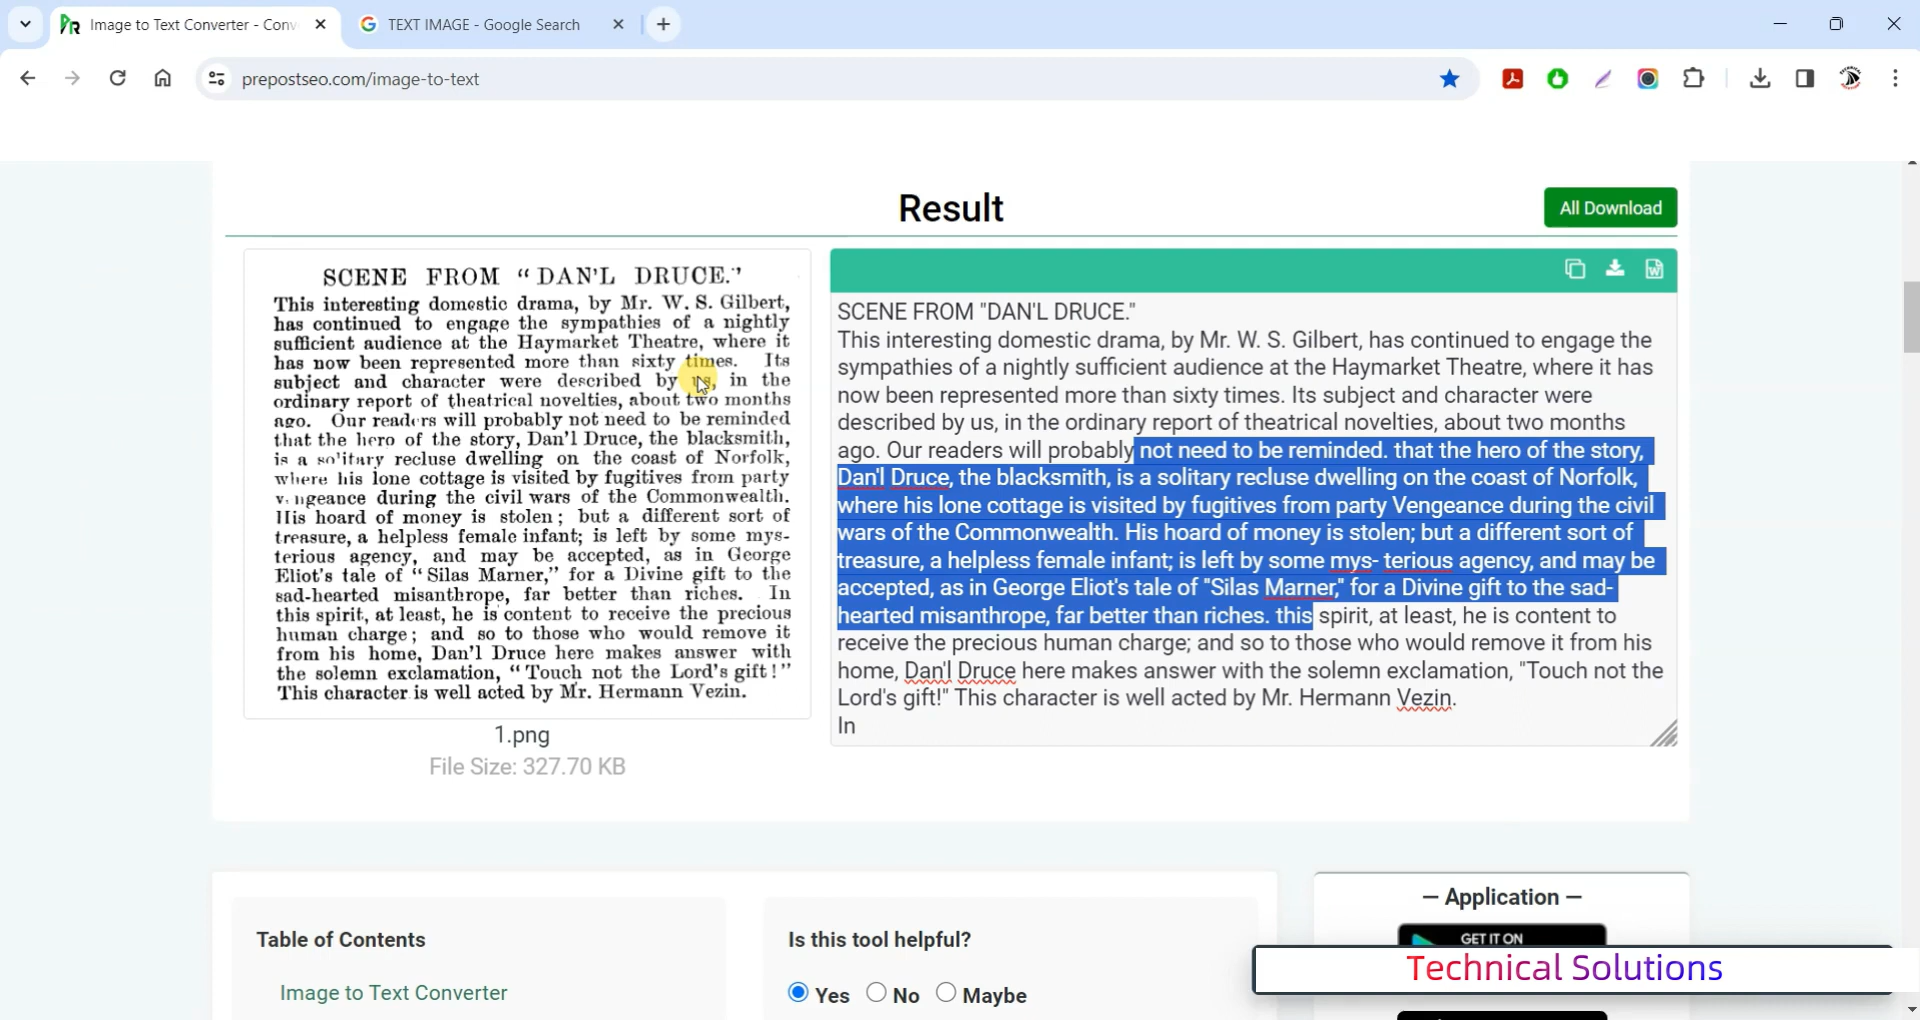 Image to Text Converter - Conv
TEXT IMAGE - Google Search
prepostseo.com/image-to-text
Result
All Download
SCENE FROM "DAN'L DRUCE."
This interesting domestic drama, by Mr. W. S. Gilbert,
has continued to engage the sympathies of a nightly
sufficient audience at the Haymarket Theatre, where it
has now been represented more than sixty times. Its
subject and character were described by us, in the
ordinary report of theatrical novelties, about two months
ago. Our readers will probably not need to be reminded
that the hero of the story, Dan'l Druce, the blacksmith,
is a so'itary recluse dwelling on the coast of Norfolk,
where his lone cottage is visited by fugitives from party
vengeance during the civil wars of the Commonwealth.
His hoard of money is stolen; but a different sort of
treasure, a helpless female infant; is left by some mys-
terious agency, and may be accepted, as in George
Eliot's tale of "Silas Marner," for a Divine gift to the
sad-hearted misanthrope, far better than riches. In
this spirit, at least, he is content to receive the precious
human charge; and so to those who would remove it
from his home, Dan'l Druce here makes answer with
the solemn exclamation, "Touch not the Lord's gift!"
This character is well acted by Mr. Hermann Vezin.
1.png
File Size: 327.70 KB
SCENE FROM "DAN'L DRUCE."
This interesting domestic drama, by Mr. W. S. Gilbert, has continued to engage the
sympathies of a nightly sufficient audience at the Haymarket Theatre, where it has
now been represented more than sixty times. Its subject and character were
described by us, in the ordinary report of theatrical novelties, about two months
ago. Our readers will probably not need to be reminded. that the hero of the story,
Dan'l Druce, the blacksmith, is a solitary recluse dwelling on the coast of Norfolk,
where his lone cottage is visited by fugitives from party Vengeance during the civil
wars of the Commonwealth. His hoard of money is stolen; but a different sort of
treasure, a helpless female infant; is left by some mys- terious agency, and may be
accepted, as in George Eliot's tale of "Silas Marner," for a Divine gift to the sad-
hearted misanthrope, far better than riches. this spirit, at least, he is content to
receive the precious human charge; and so to those who would remove it from his
home, Dan'l Druce here makes answer with the solemn exclamation, "Touch not the
Lord's gift!" This character is well acted by Mr. Hermann Vezin.
In
Table of Contents
Image to Text Converter
Is this tool helpful?
Yes No Maybe
— Application —
GET IT ON
Technical Solutions